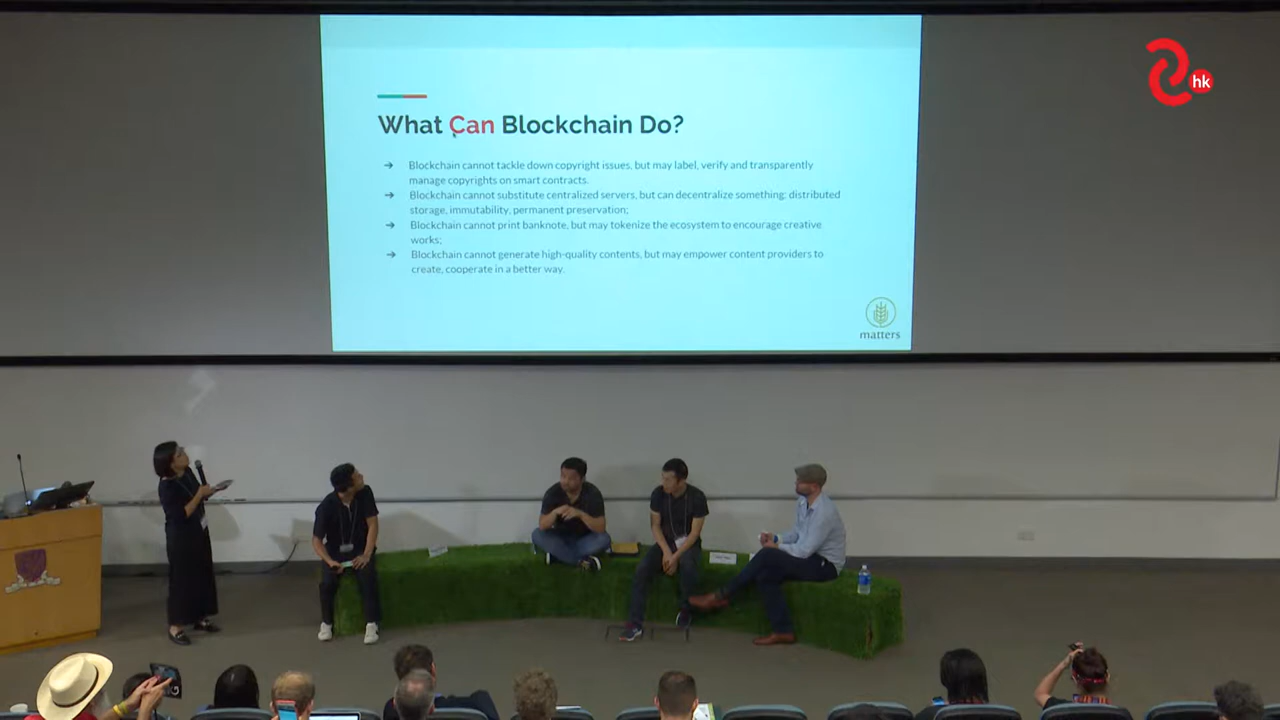 hk
What Can Blockchain Do?
➔ Blockchain cannot tackle down copyright issues, but may label, verify and transparently
manage copyrights on smart contracts.
➔ Blockchain cannot substitute centralized servers, but can decentralize something: distributed
storage, immutability, permanent preservation;
➔ Blockchain cannot print banknote, but may tokenize the ecosystem to encourage creative
works;
➔ Blockchain cannot generate high-quality contents, but may empower content providers to
create, cooperate in a better way.
matters